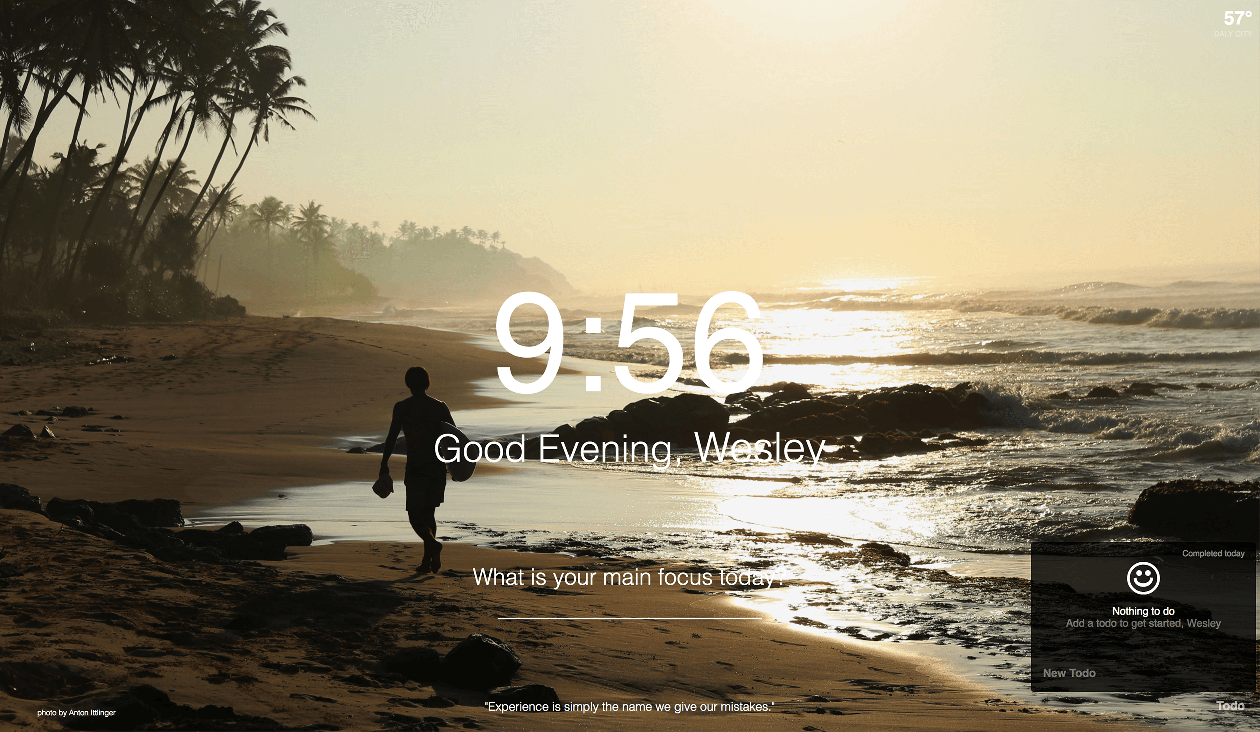 57°
DALY CITY
9:56
Good Evening, Wesley
What is your main focus today?
Completed today
Nothing to do
Add a todo to get started, Wesley
New Todo
photo by Anton Ittlinger
"Experience is simply the name we give our mistakes."
Todo